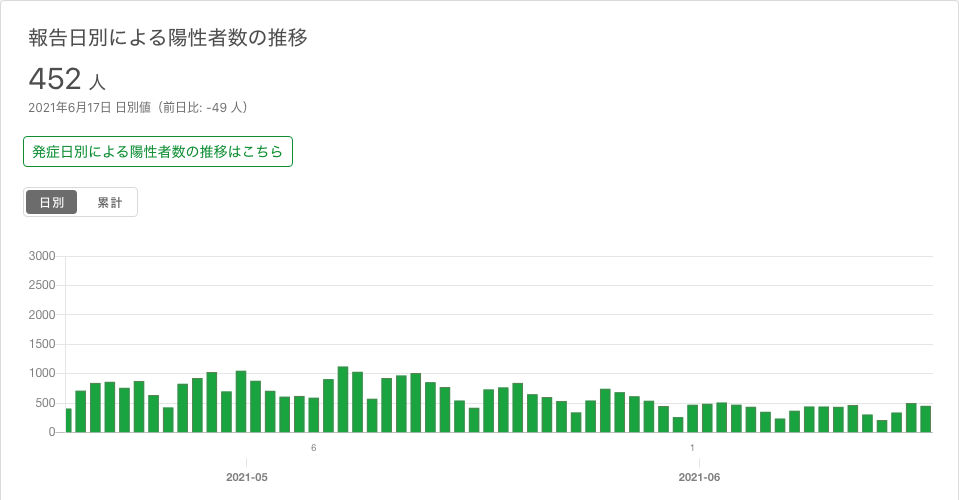 報告日別による陽性者数の推移
452 人
2021年6月17日 日別値（前日比: -49 人）
発症日別による陽性者数の推移はこちら
日別 累計
3000
2500
2000
1500
1000
500
0
6 1
2021-05 2021-06